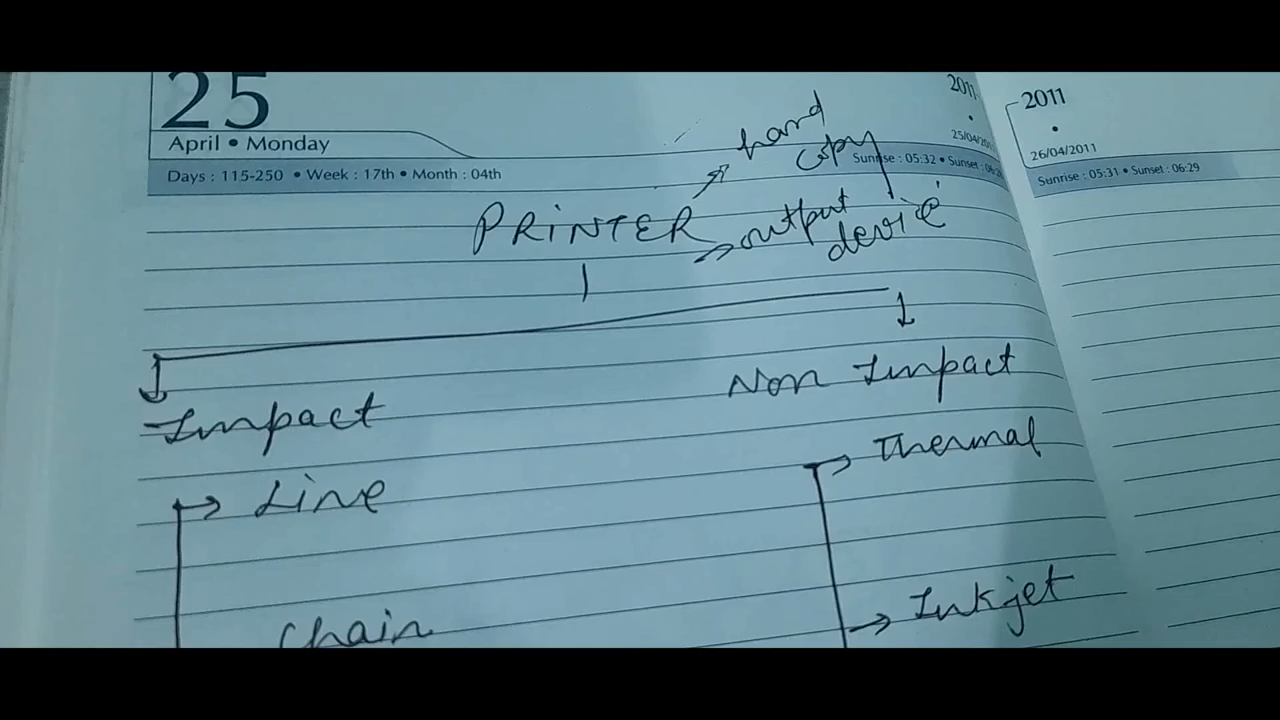 25
April • Monday
Days : 115-250 • Week : 17th • Month : 04th
2011
25/04/20
Sunrise : 05:32 • Sunset : 06:
2011
26/04/2011
Sunrise : 05:31 • Sunset : 06:29
hard
copy
PRINTER
output
device
Impact
Non Impact
Line
Thermal
Chain
Inkjet